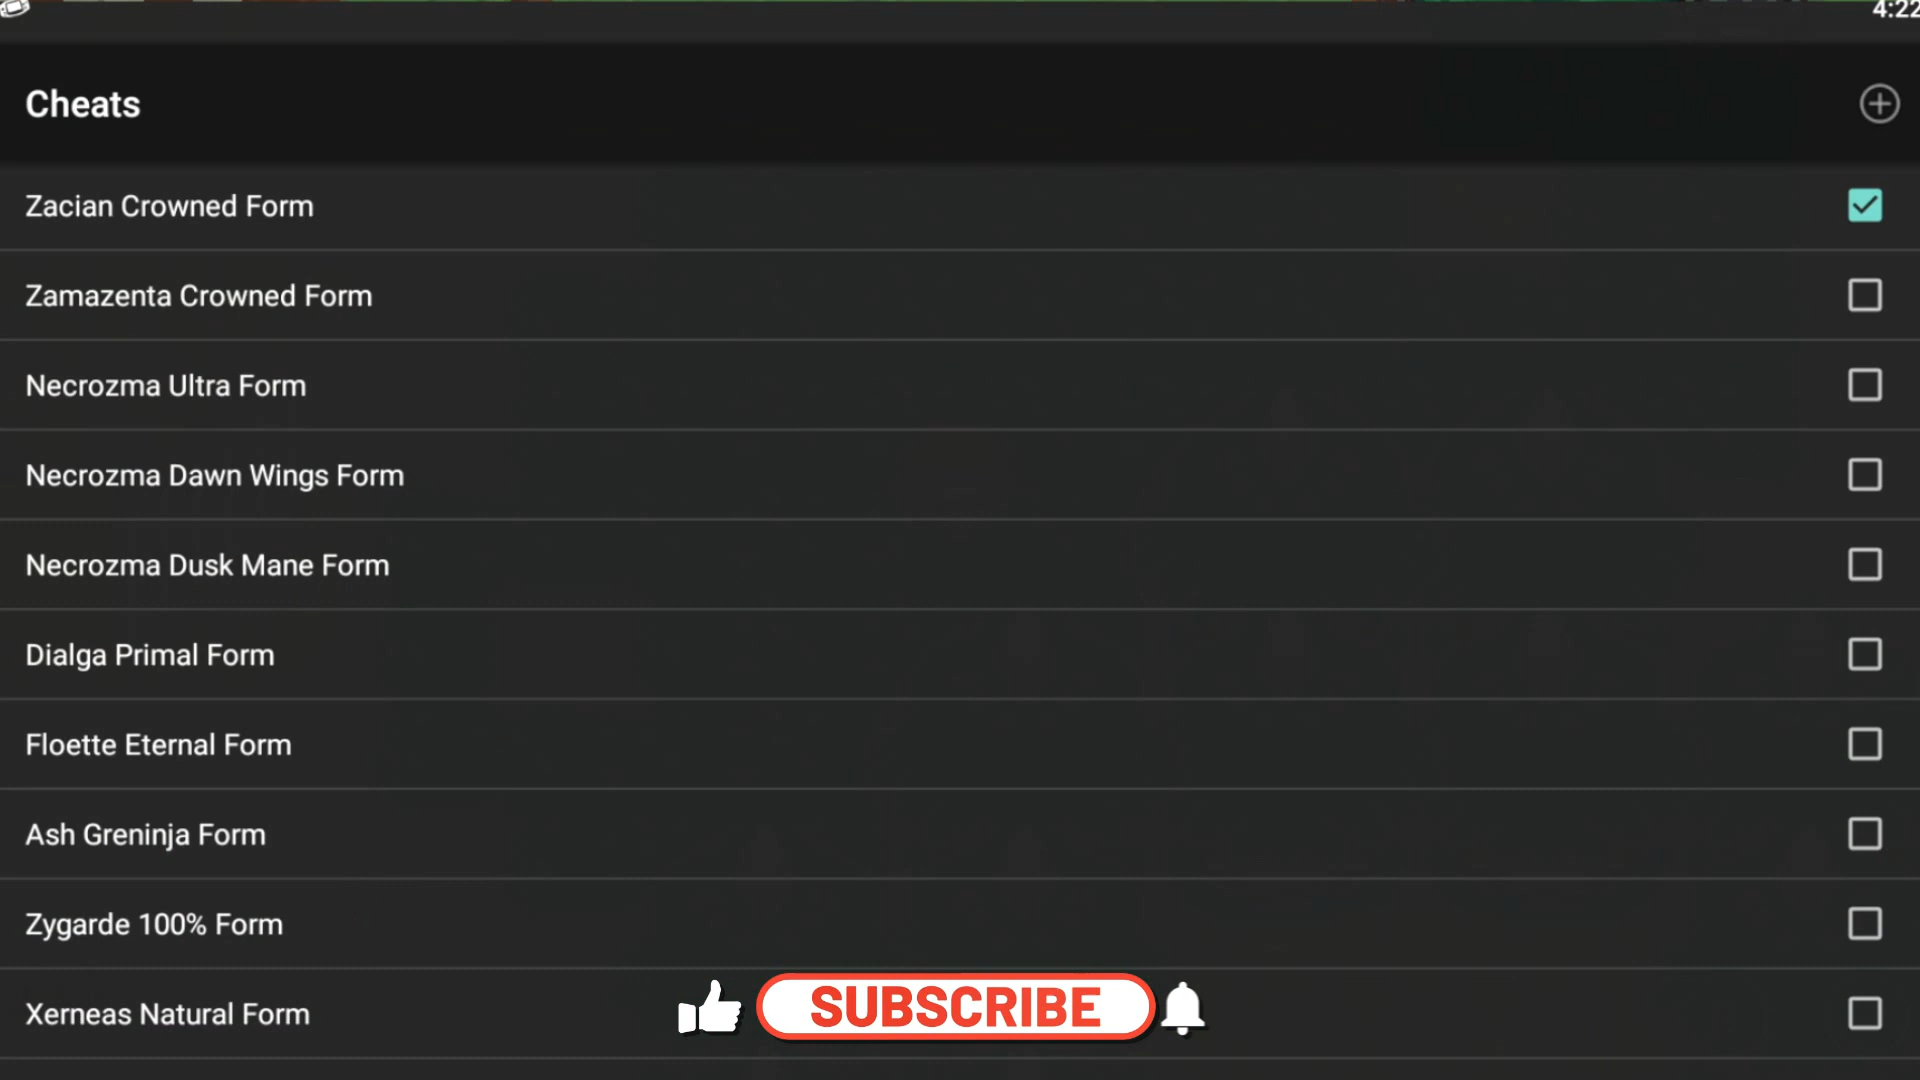 4:22
Cheats
Zacian Crowned Form
Zamazenta Crowned Form
Necrozma Ultra Form
Necrozma Dawn Wings Form
Necrozma Dusk Mane Form
Dialga Primal Form
Floette Eternal Form
Ash Greninja Form
Zygarde 100% Form
Xerneas Natural Form
SUBSCRIBE